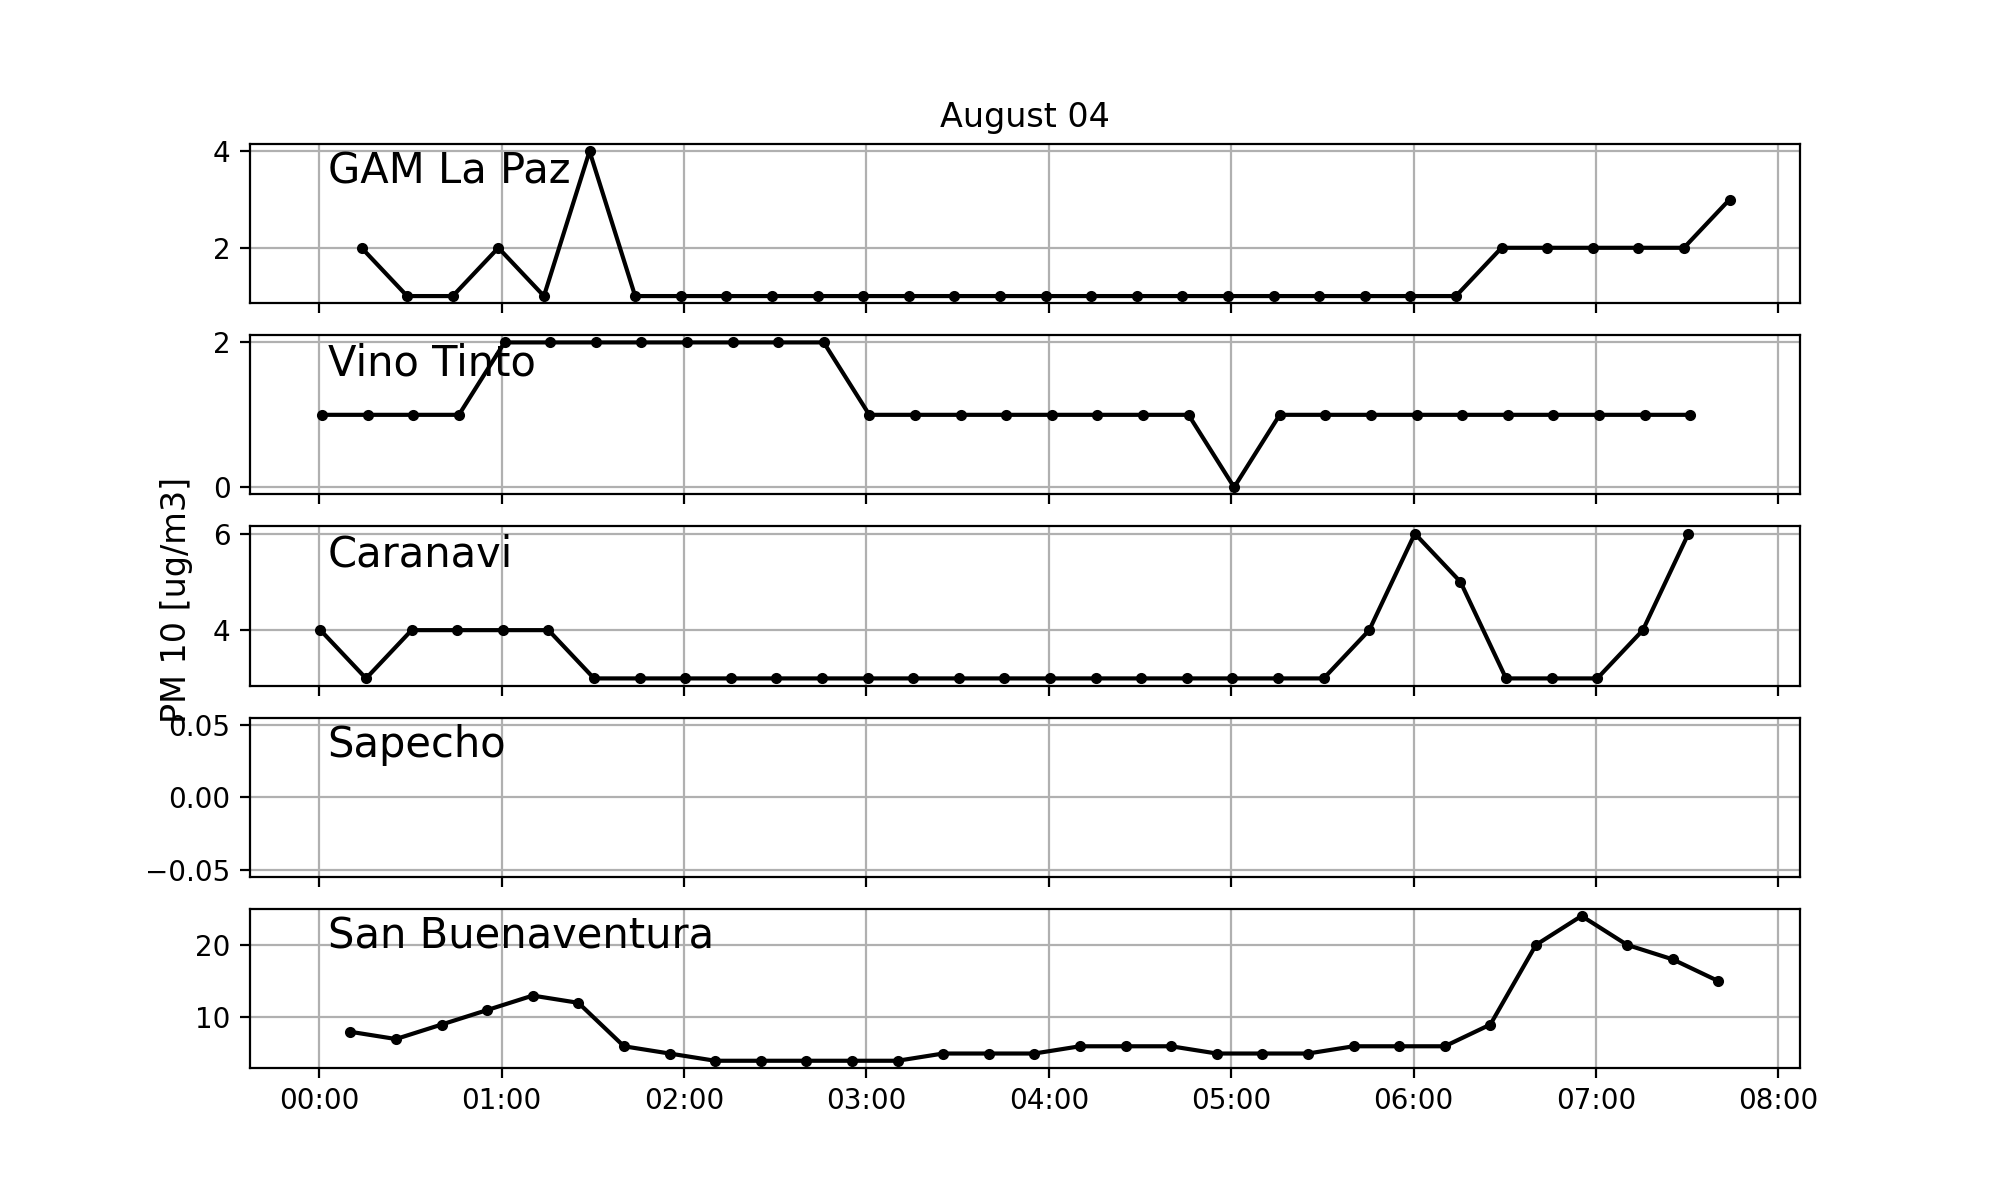 August 04
4
GAM La Paz
2
2
Vino Tinto
0
PM 10 [ug/m3]
6
Caranavi
4
0.05
Sapecho
0.00
−0.05
San Buenaventura
20
10
00:00 01:00 02:00 03:00 04:00 05:00 06:00 07:00 08:00